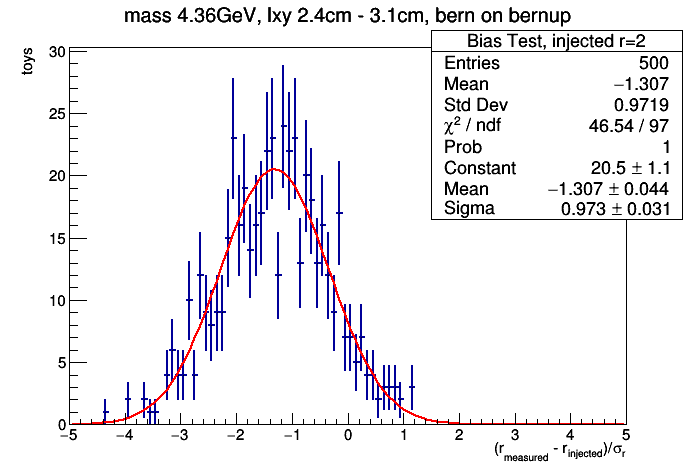 mass 4.36GeV, lxy 2.4cm - 3.1cm, bern on bernup
Bias Test, injected r=2
Entries 500
Mean −1.307
Std Dev 0.9719
χ² / ndf 46.54 / 97
Prob 1
Constant 20.5 ± 1.1
Mean −1.307 ± 0.044
Sigma 0.973 ± 0.031
toys
30
25
20
15
10
5
0
−5 −4 −3 −2 −1 0 1 2 3 4 5
(r_measured - r_injected)/σ_r